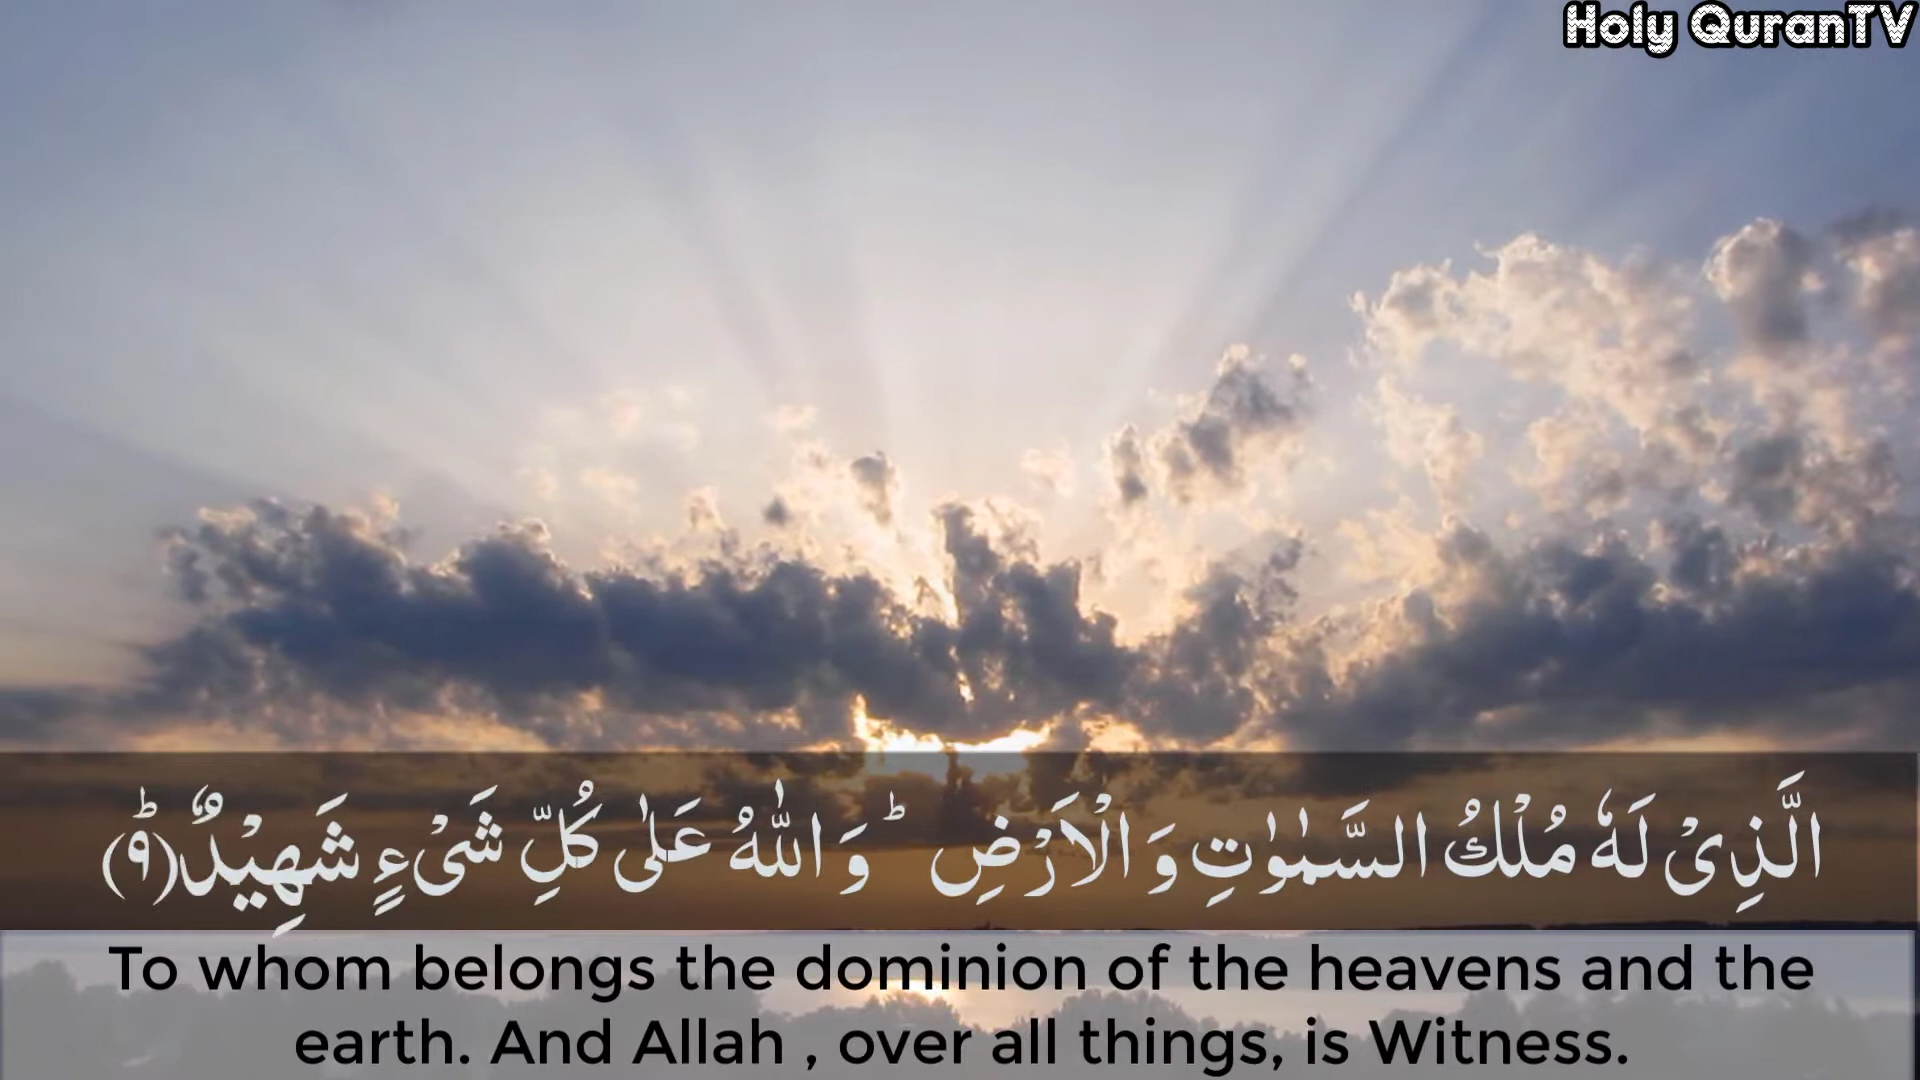 Holy QuranTV
الَّذِیْ لَهٗ مُلْكُ السَّمٰوٰتِ وَ الْاَرْضِ ؕ وَ اللّٰهُ عَلٰى كُلِّ شَیْءٍ شَهِیْدٌؕ(۹)
To whom belongs the dominion of the heavens and the
earth. And Allah , over all things, is Witness.